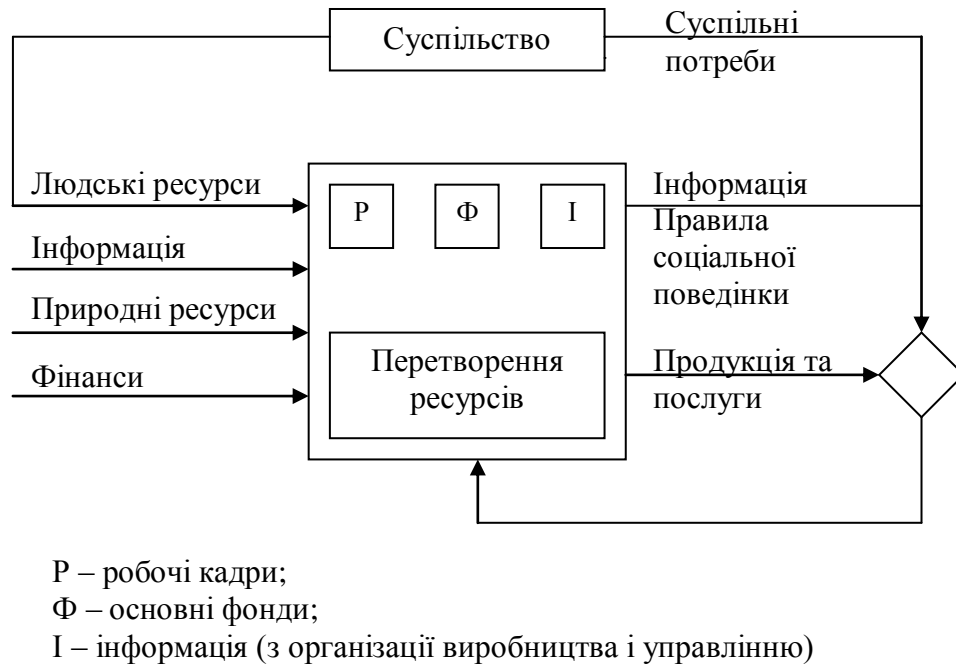 Суспільство
Суспільні
потреби
Людські ресурси
Інформація
Природні ресурси
Фінанси
Р
Ф
І
Перетворення
ресурсів
Інформація
Правила
соціальної
поведінки
Продукція та
послуги
Р – робочі кадри;
Ф – основні фонди;
І – інформація (з організації виробництва і управлінню)